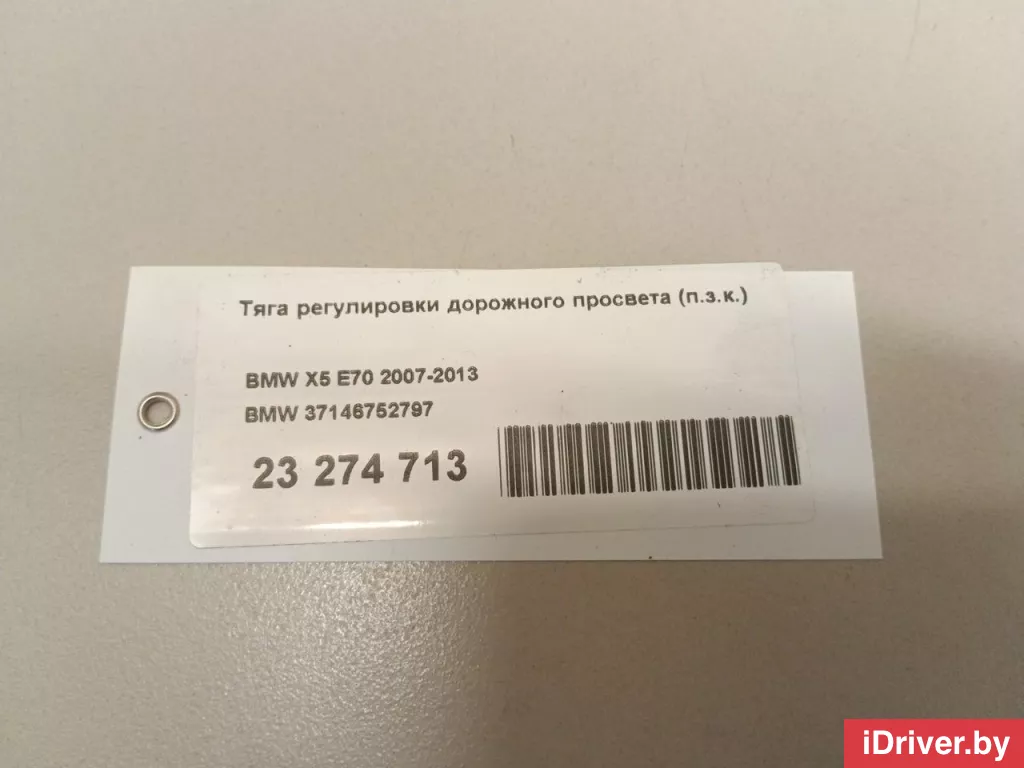 Тяга регулировки дорожного просвета (п.з.к.)
BMW X5 E70 2007-2013
BMW 37146752797
23 274 713
iDriver.by